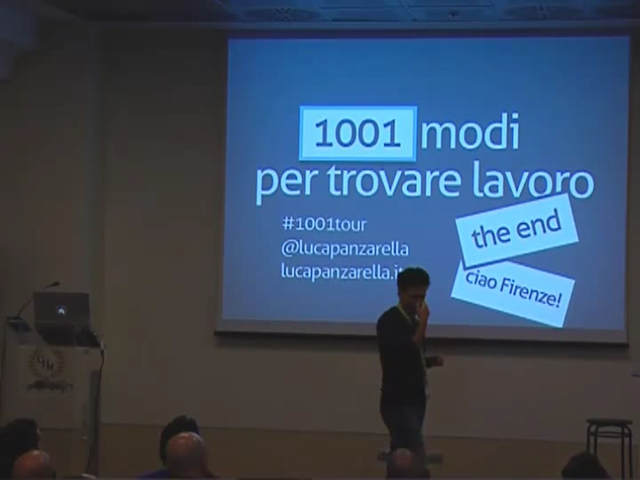 1001 modi
per trovare lavoro
#1001tour
@lucapanzarella
lucapanzarella.it
the end
ciao Firenze!